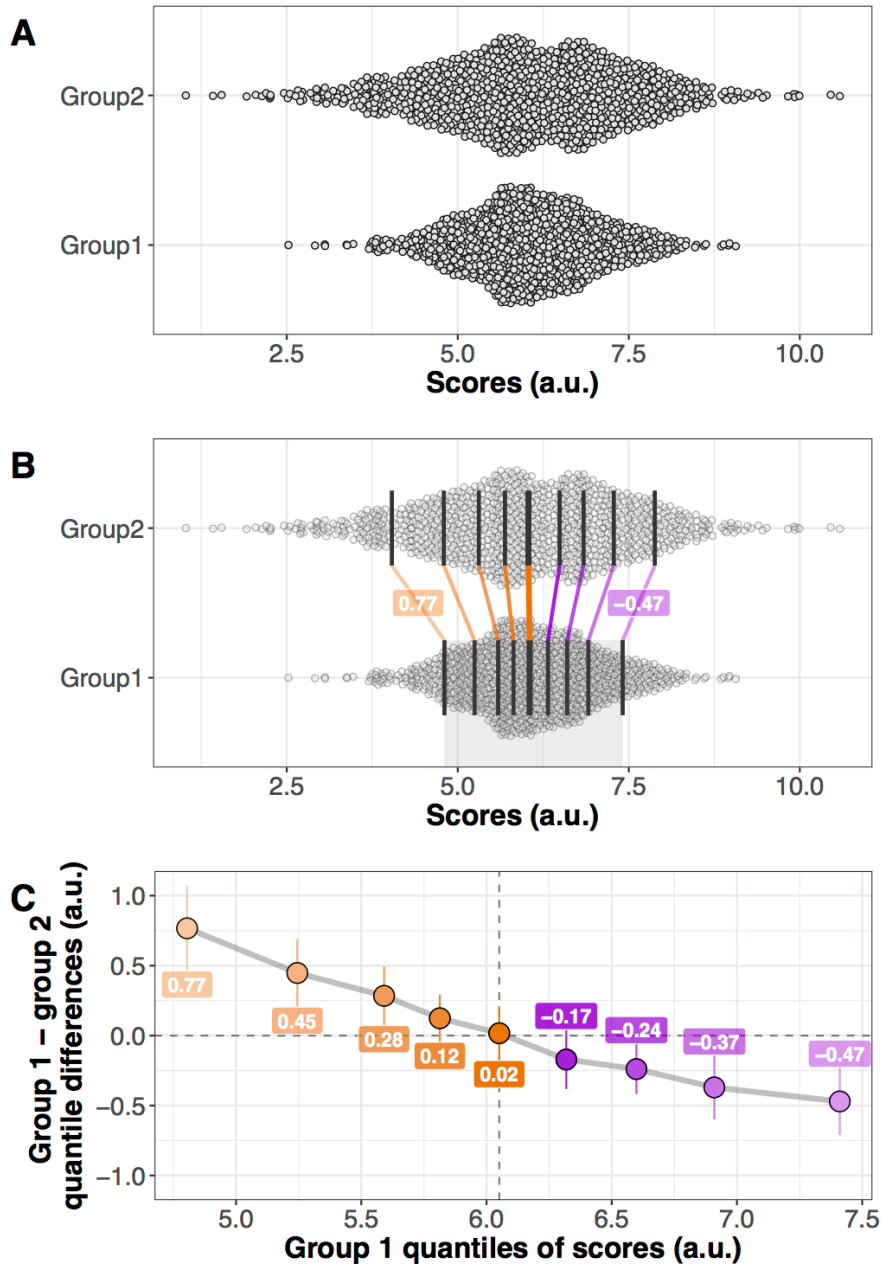 A
Group2
Group1
2.5 5.0 7.5 10.0
Scores (a.u.)
B
Group2
0.77 −0.47
Group1
2.5 5.0 7.5 10.0
Scores (a.u.)
C
Group 1 − group 2
quantile differences (a.u.)
1.0
0.5
0.0
−0.5
−1.0
0.77
0.45
0.28
0.12
0.02
−0.17
−0.24
−0.37
−0.47
5.0 5.5 6.0 6.5 7.0 7.5
Group 1 quantiles of scores (a.u.)